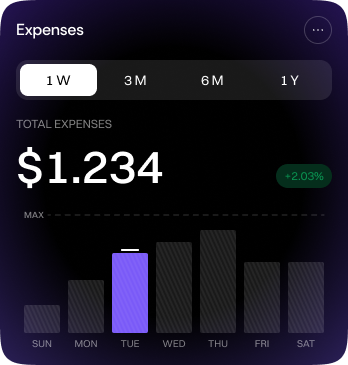 Expenses
1 W 3 M 6 M 1 Y
TOTAL EXPENSES
$1.234
+2.03%
MAX
SUN MON TUE WED THU FRI SAT